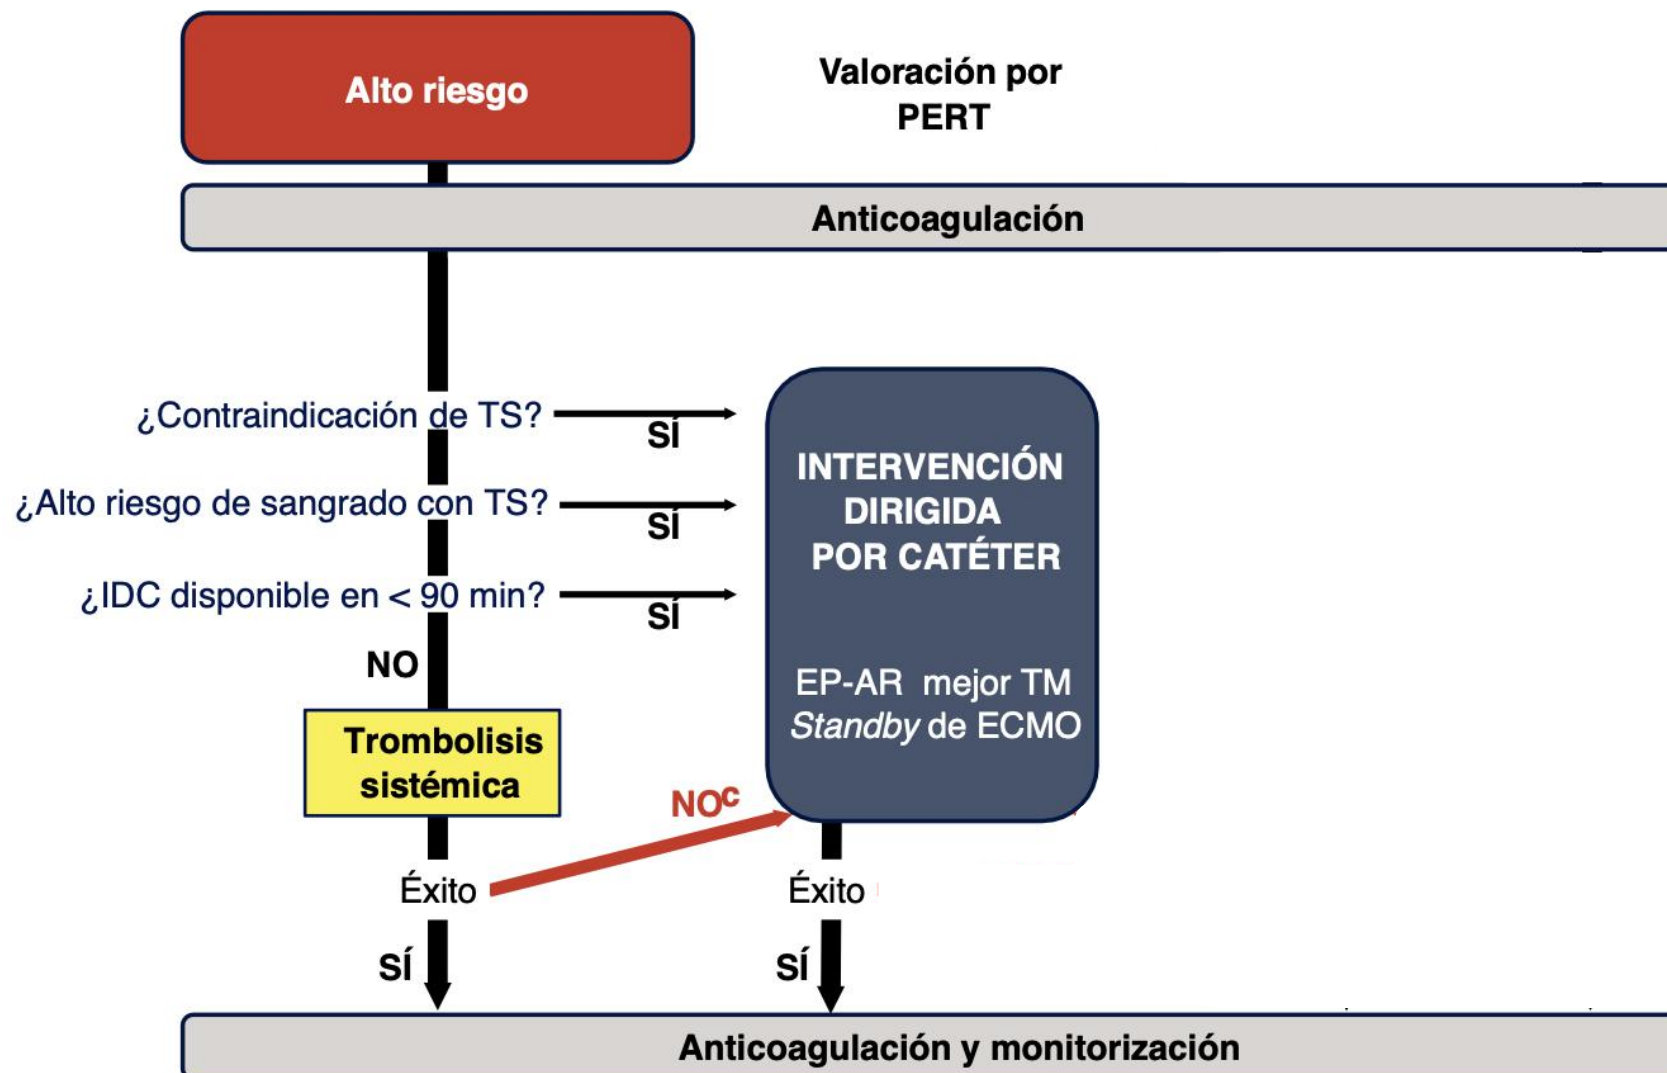 Alto riesgo
Valoración por
PERT
Anticoagulación
¿Contraindicación de TS?
SÍ
¿Alto riesgo de sangrado con TS?
SÍ
¿IDC disponible en < 90 min?
SÍ
NO
INTERVENCIÓN
DIRIGIDA
POR CATÉTER
EP-AR mejor TM
Standby de ECMO
Trombolisis
sistémica
NOᶜ
Éxito
Éxito
SÍ
SÍ
Anticoagulación y monitorización